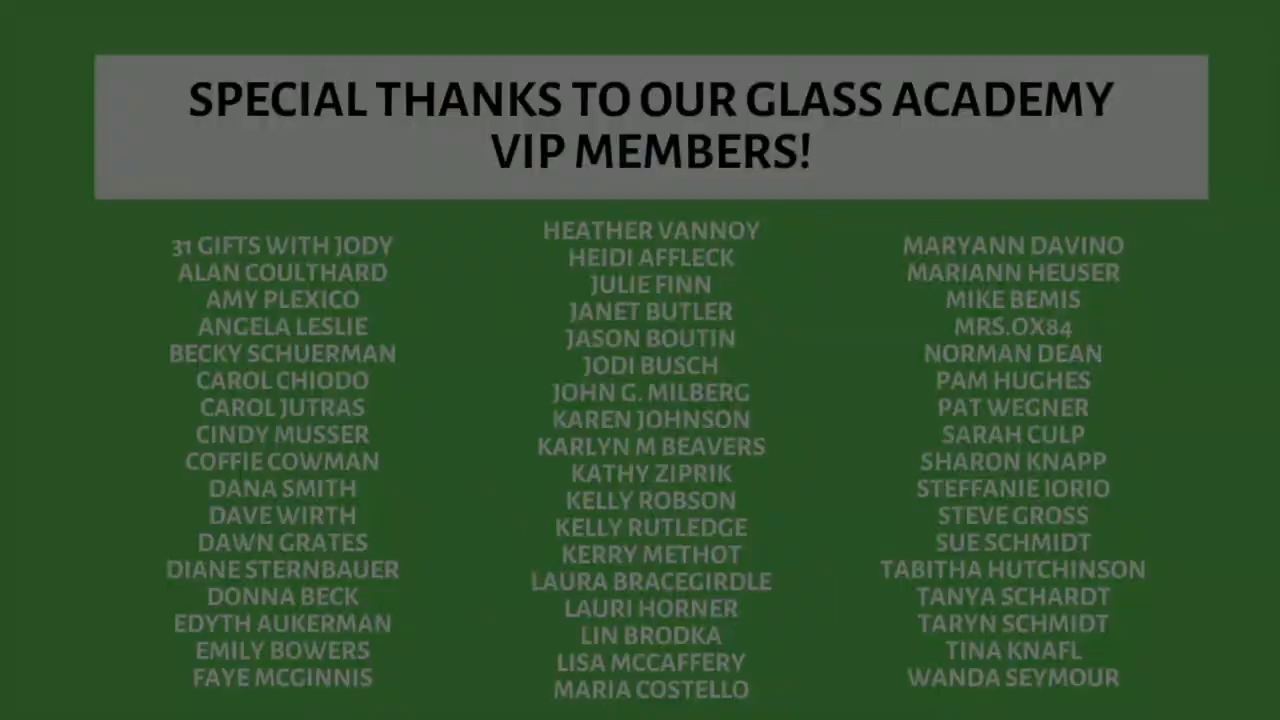 SPECIAL THANKS TO OUR GLASS ACADEMY
VIP MEMBERS!
31 GIFTS WITH JODY
ALAN COULTHARD
AMY PLEXICO
ANGELA LESLIE
BECKY SCHUERMAN
CAROL CHIODO
CAROL JUTRAS
CINDY MUSSER
COFFIE COWMAN
DANA SMITH
DAVE WIRTH
DAWN GRATES
DIANE STERNBAUER
DONNA BECK
EDYTH AUKERMAN
EMILY BOWERS
FAYE MCGINNIS
HEATHER VANNOY
HEIDI AFFLECK
JULIE FINN
JANET BUTLER
JASON BOUTIN
JODI BUSCH
JOHN G. MILBERG
KAREN JOHNSON
KARLYN M BEAVERS
KATHY ZIPRIK
KELLY ROBSON
KELLY RUTLEDGE
KERRY METHOT
LAURA BRACEGIRDLE
LAURI HORNER
LIN BRODKA
LISA MCCAFFERY
MARIA COSTELLO
MARYANN DAVINO
MARIANN HEUSER
MIKE BEMIS
MRS.OX84
NORMAN DEAN
PAM HUGHES
PAT WEGNER
SARAH CULP
SHARON KNAPP
STEFFANIE IORIO
STEVE GROSS
SUE SCHMIDT
TABITHA HUTCHINSON
TANYA SCHARDT
TARYN SCHMIDT
TINA KNAFL
WANDA SEYMOUR